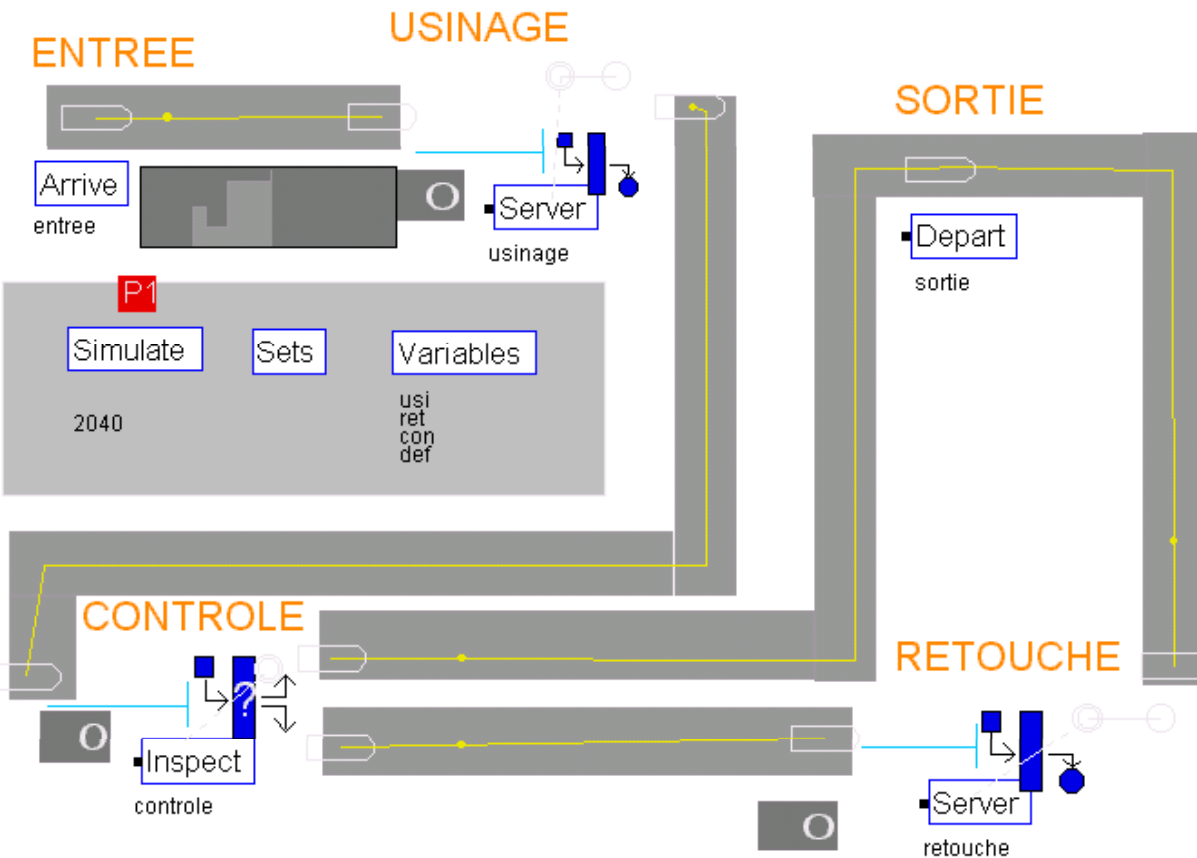 ENTREE
USINAGE
SORTIE
Arrive
entree
O
Server
usinage
Depart
sortie
P1
Simulate
Sets
Variables
2040
usi
ret
con
def
CONTROLE
?
O
Inspect
controle
RETOUCHE
O
Server
retouche